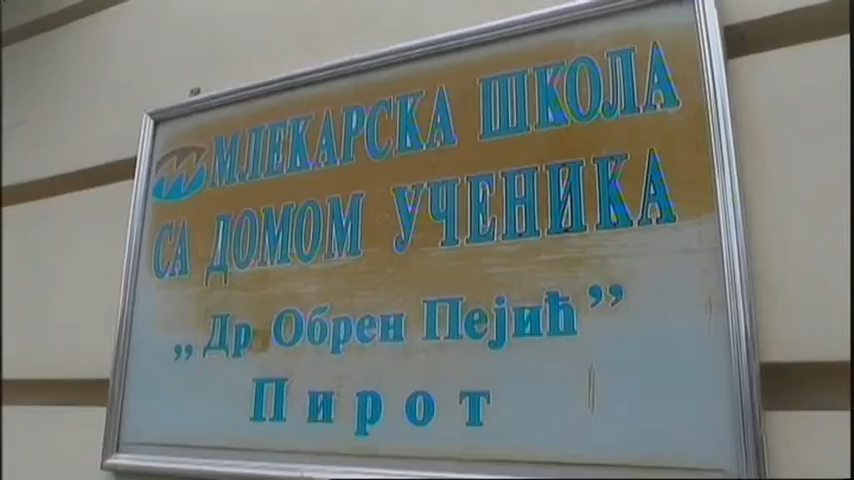 МЛЕКАРСКА ШКОЛА
СА ДОМОМ УЧЕНИКА
„Др Обрен Пејић”
Пирот